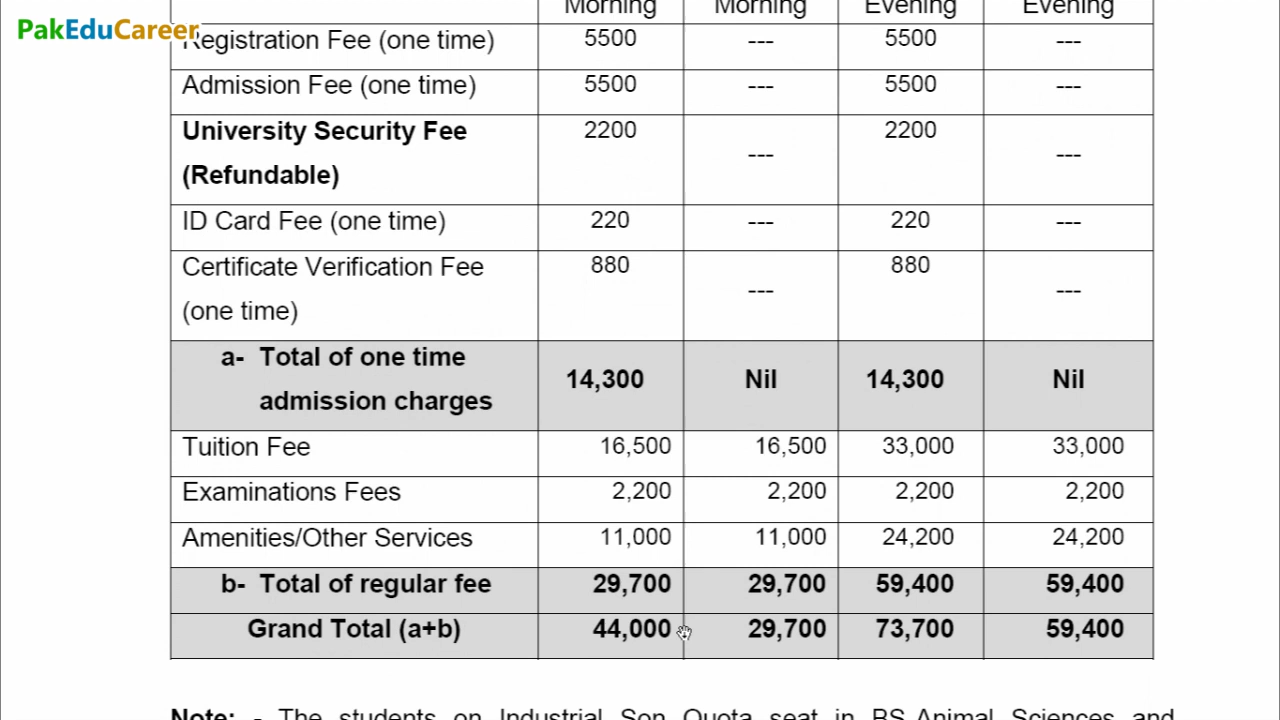 Morning Morning Evening Evening
PakEduCareer
Registration Fee (one time) 5500 --- 5500 ---
Admission Fee (one time) 5500 --- 5500 ---
University Security Fee 2200 --- 2200 ---
(Refundable)
ID Card Fee (one time) 220 --- 220 ---
Certificate Verification Fee 880 --- 880 ---
(one time)
a- Total of one time 14,300 Nil 14,300 Nil
admission charges
Tuition Fee 16,500 16,500 33,000 33,000
Examinations Fees 2,200 2,200 2,200 2,200
Amenities/Other Services 11,000 11,000 24,200 24,200
b- Total of regular fee 29,700 29,700 59,400 59,400
Grand Total (a+b) 44,000 29,700 73,700 59,400
Note: - The students on Industrial Son Quota seat in BS Animal Sciences and